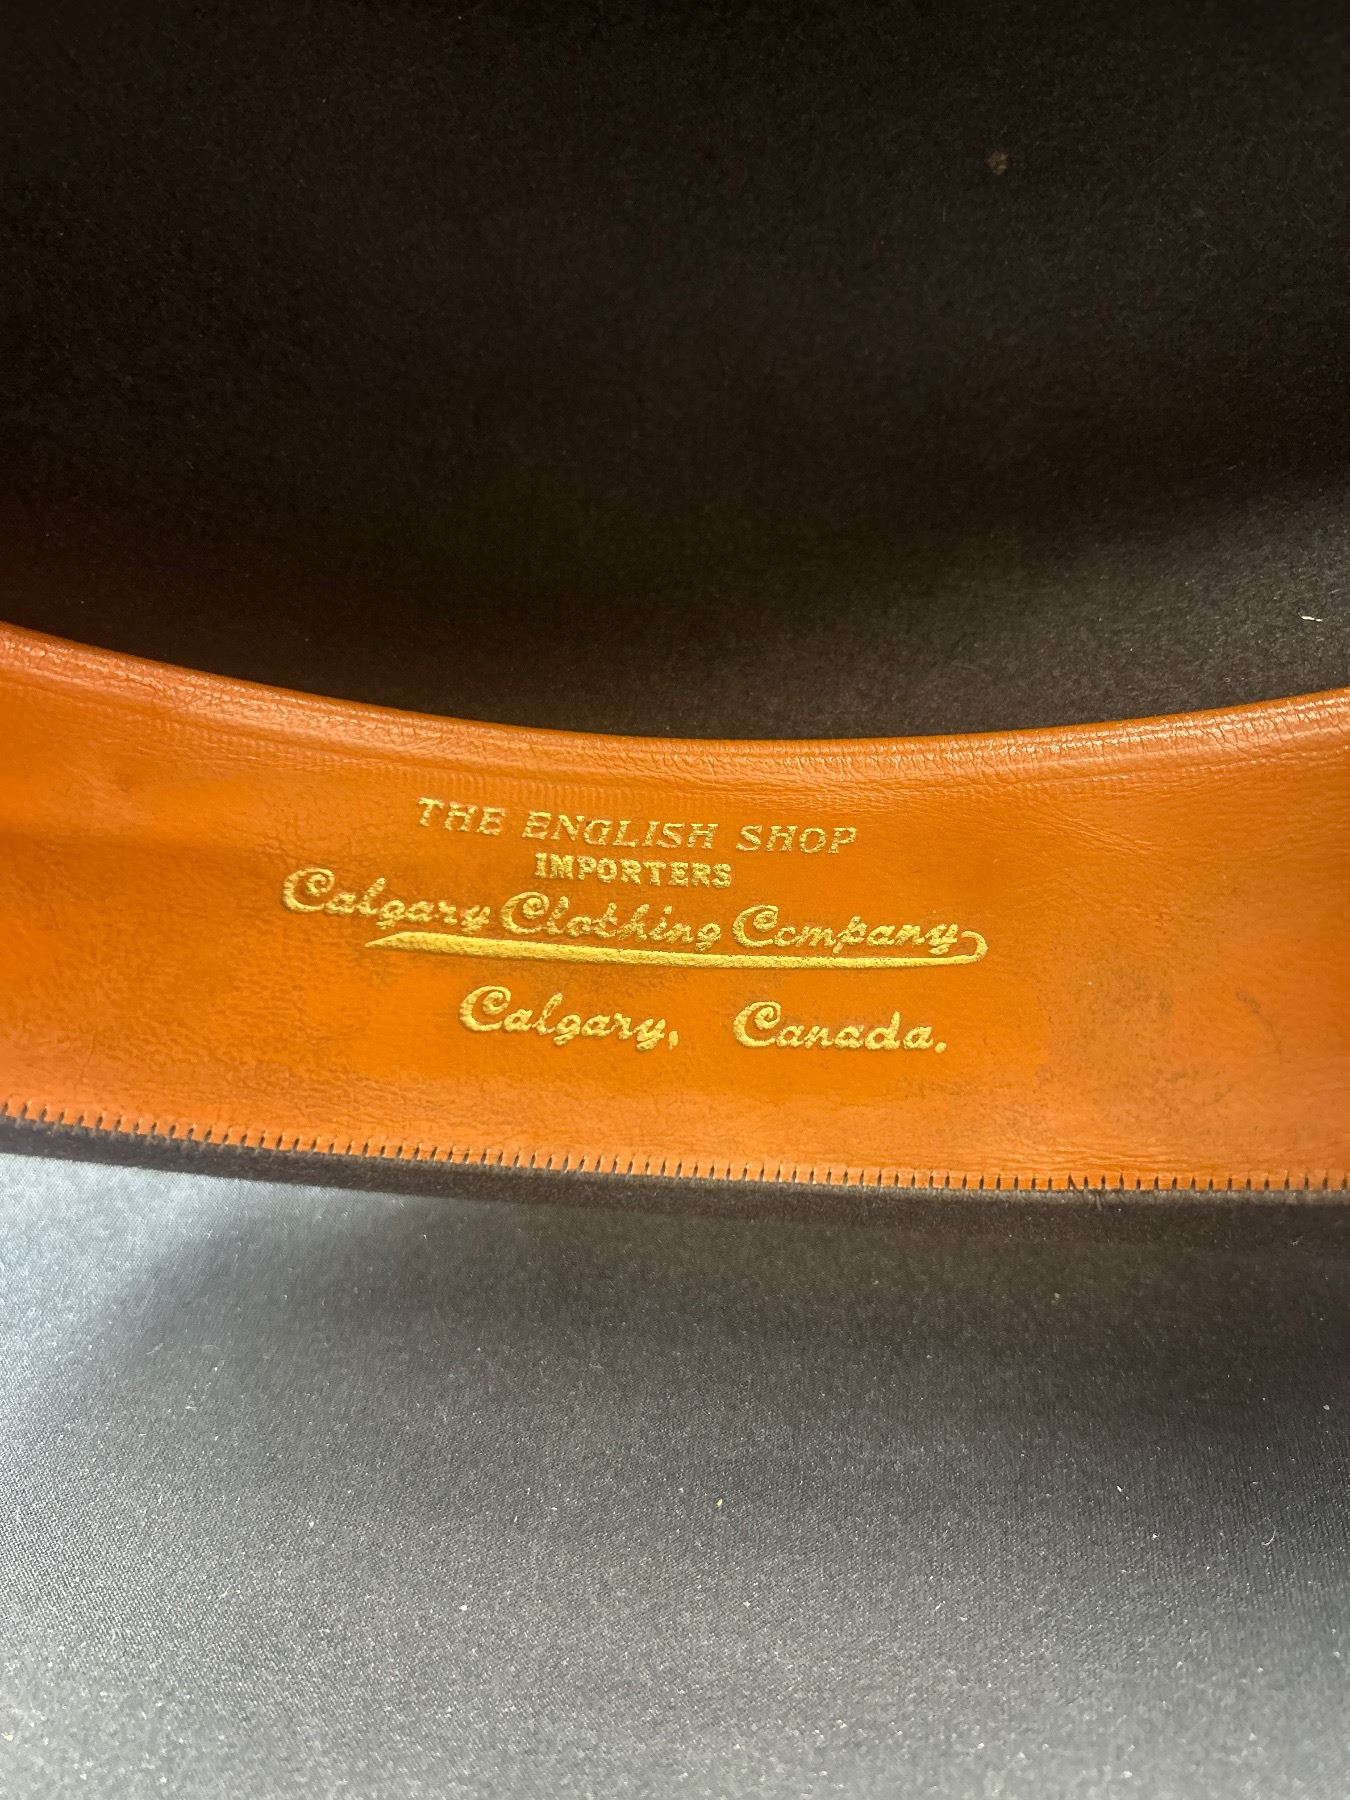 THE ENGLISH SHOP
IMPORTERS
Calgary Clothing Company
Calgary, Canada.